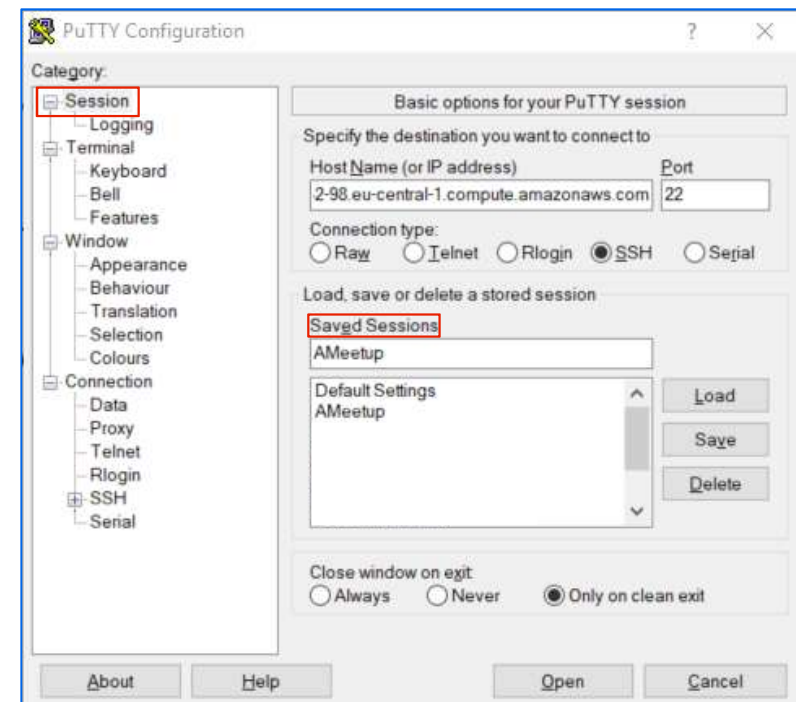 PuTTY Configuration
Category:
Session
Logging
Terminal
Keyboard
Bell
Features
Window
Appearance
Behaviour
Translation
Selection
Colours
Connection
Data
Proxy
Telnet
Rlogin
SSH
Serial
Basic options for your PuTTY session
Specify the destination you want to connect to
Host Name (or IP address) Port
2-98.eu-central-1.compute.amazonaws.com 22
Connection type:
Raw Telnet Rlogin SSH Serial
Load, save or delete a stored session
Saved Sessions
AMeetup
Default Settings
AMeetup
Load
Save
Delete
Close window on exit
Always Never Only on clean exit
About Help Open Cancel